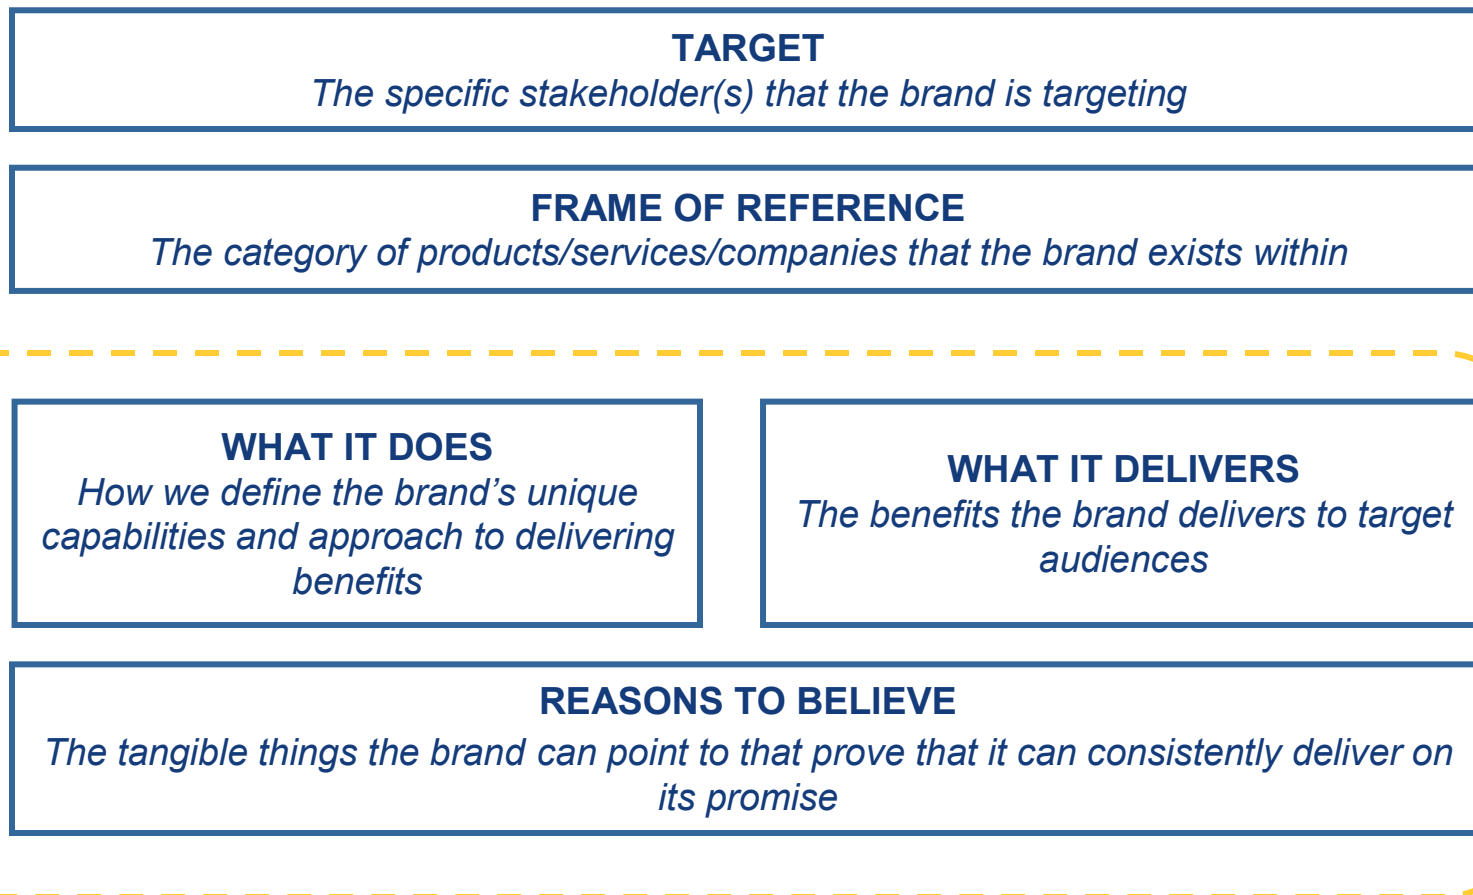 TARGET
The specific stakeholder(s) that the brand is targeting
FRAME OF REFERENCE
The category of products/services/companies that the brand exists within
WHAT IT DOES
How we define the brand’s unique
capabilities and approach to delivering
benefits
WHAT IT DELIVERS
The benefits the brand delivers to target
audiences
REASONS TO BELIEVE
The tangible things the brand can point to that prove that it can consistently deliver on
its promise